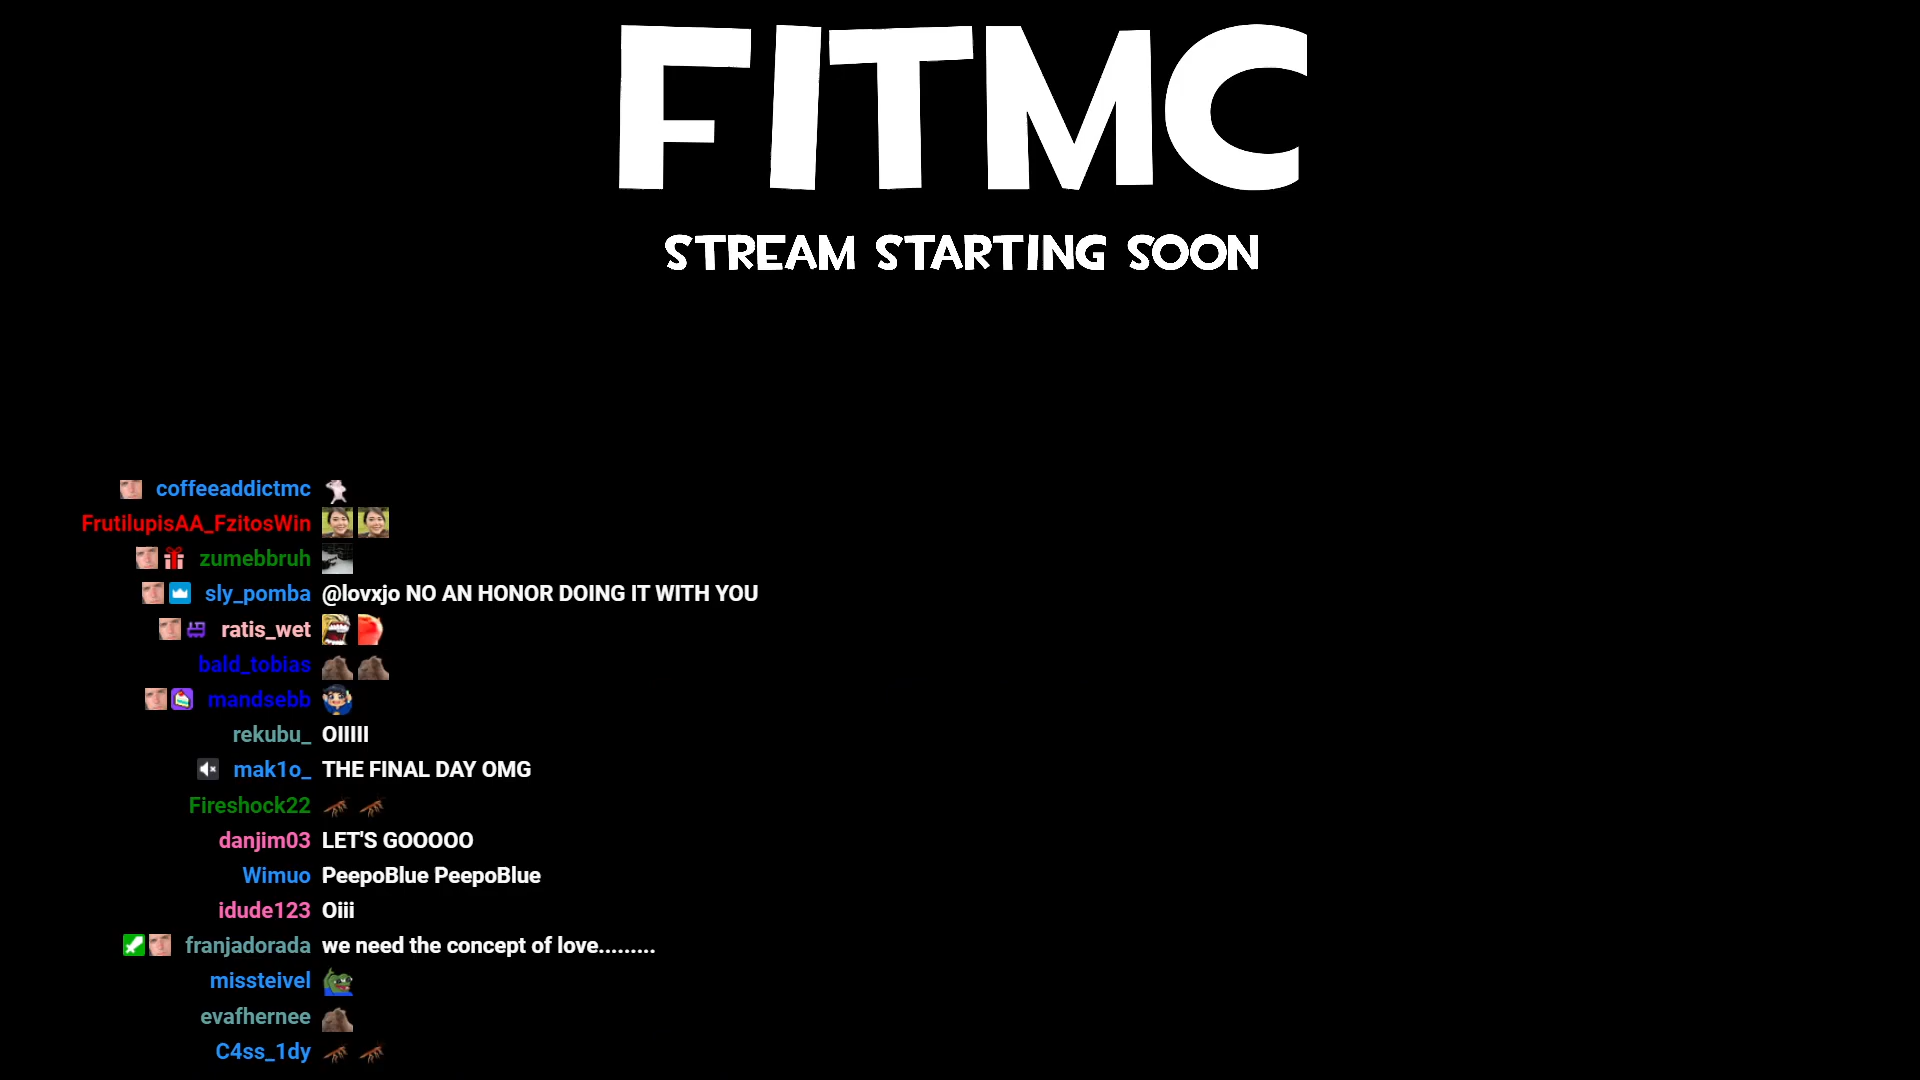 FITMC
STREAM STARTING SOON
coffeeaddictmc
FrutilupisAA_FzitosWin
zumebbruh
sly_pomba @lovxjo NO AN HONOR DOING IT WITH YOU
ratis_wet
bald_tobias
mandsebb
rekubu_ OIIIII
mak1o_ THE FINAL DAY OMG
Fireshock22
danjim03 LET'S GOOOOO
Wimuo PeepoBlue PeepoBlue
idude123 Oiii
franjadorada we need the concept of love.........
missteivel
evafhernee
C4ss_1dy